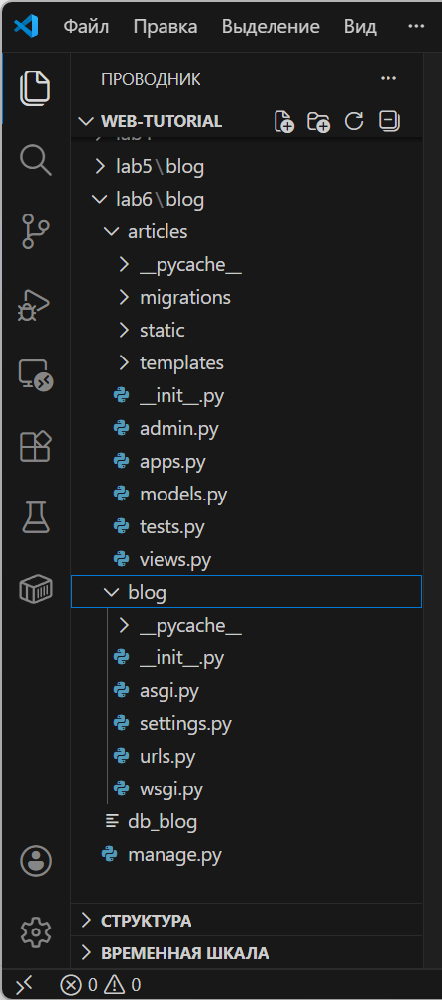 Файл Правка Выделение Вид ...
ПРОВОДНИК ...
WEB-TUTORIAL
lab5\blog
lab6\blog
articles
__pycache__
migrations
static
templates
__init__.py
admin.py
apps.py
models.py
tests.py
views.py
blog
__pycache__
__init__.py
asgi.py
settings.py
urls.py
wsgi.py
db_blog
manage.py
СТРУКТУРА
ВРЕМЕННАЯ ШКАЛА
0 0